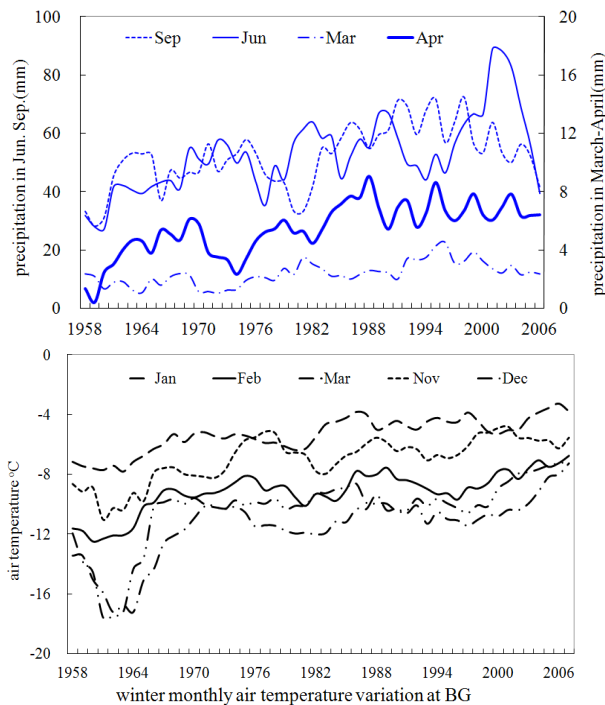 100 20
Sep Jun Mar Apr
80 16
60 12
40 8
20 4
0 0
precipitation in Jun, Sep.(mm)
precipitation in March-April(mm)
1958 1964 1970 1976 1982 1988 1994 2000 2006
0
Jan Feb Mar Nov Dec
-4
-8
-12
-16
-20
air temperature °C
1958 1964 1970 1976 1982 1988 1994 2000 2006
winter monthly air temperature variation at BG